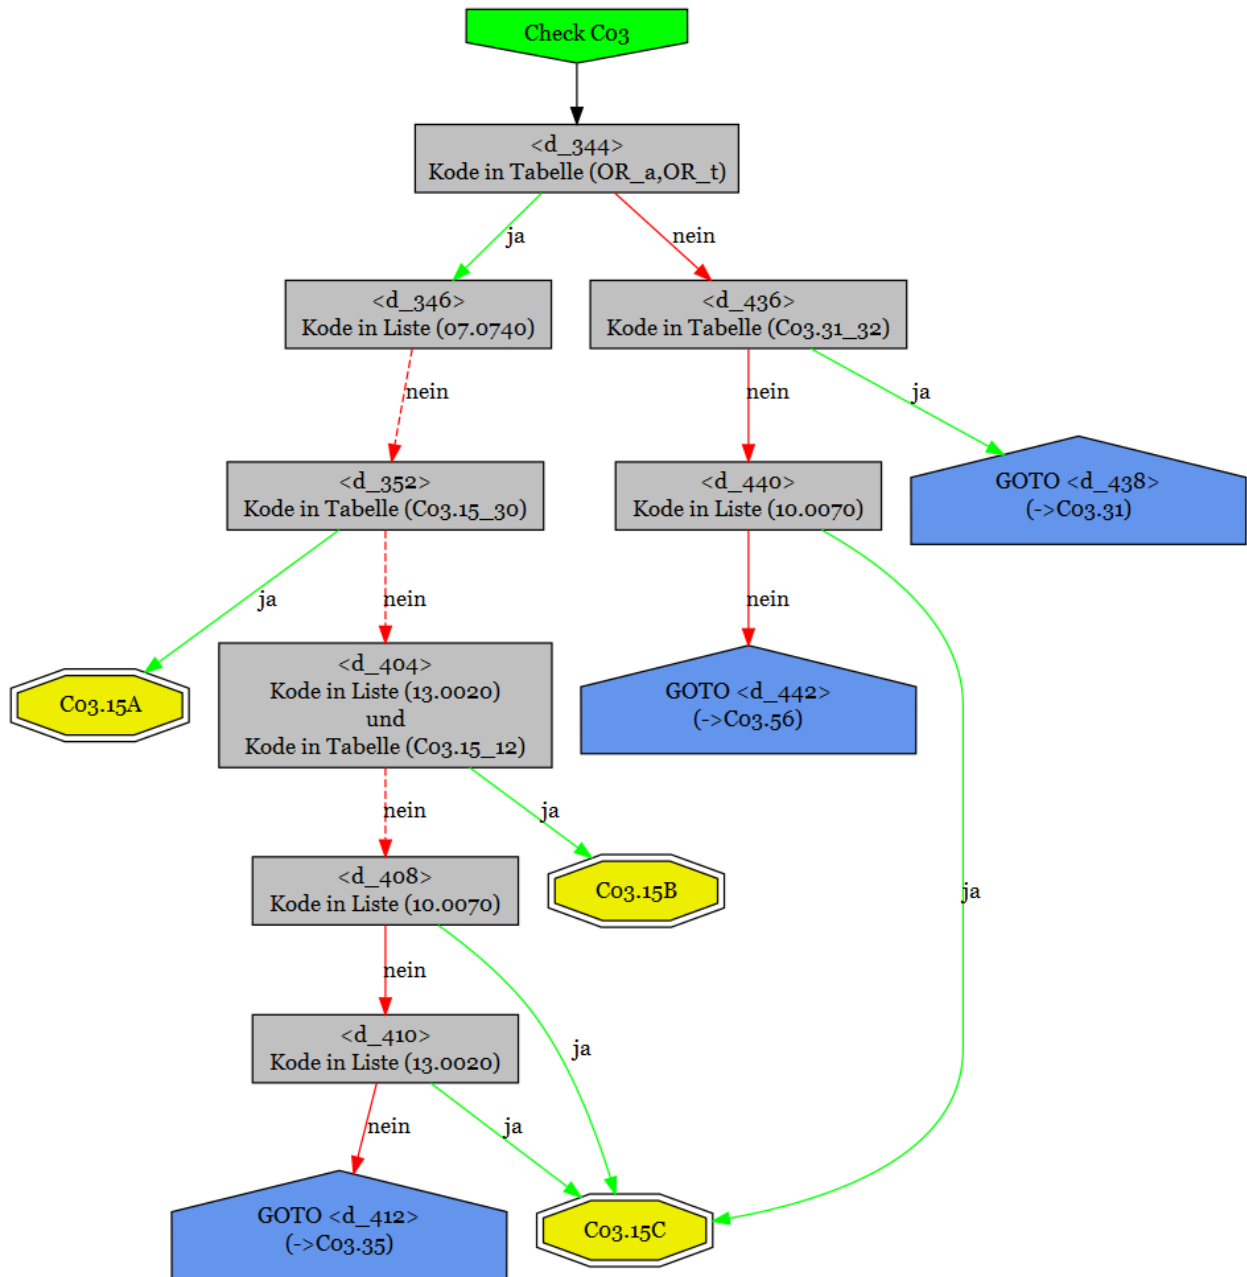 Check C03
<d_344>
Kode in Tabelle (OR_a,OR_t)
ja
nein
<d_346>
Kode in Liste (07.0740)
<d_436>
Kode in Tabelle (C03.31_32)
nein
nein
ja
<d_352>
Kode in Tabelle (C03.15_30)
<d_440>
Kode in Liste (10.0070)
GOTO <d_438>
(->C03.31)
ja
nein
nein
C03.15A
<d_404>
Kode in Liste (13.0020)
und
Kode in Tabelle (C03.15_12)
GOTO <d_442>
(->C03.56)
nein
ja
<d_408>
Kode in Liste (10.0070)
C03.15B
ja
nein
<d_410>
Kode in Liste (13.0020)
ja
nein
ja
GOTO <d_412>
(->C03.35)
C03.15C